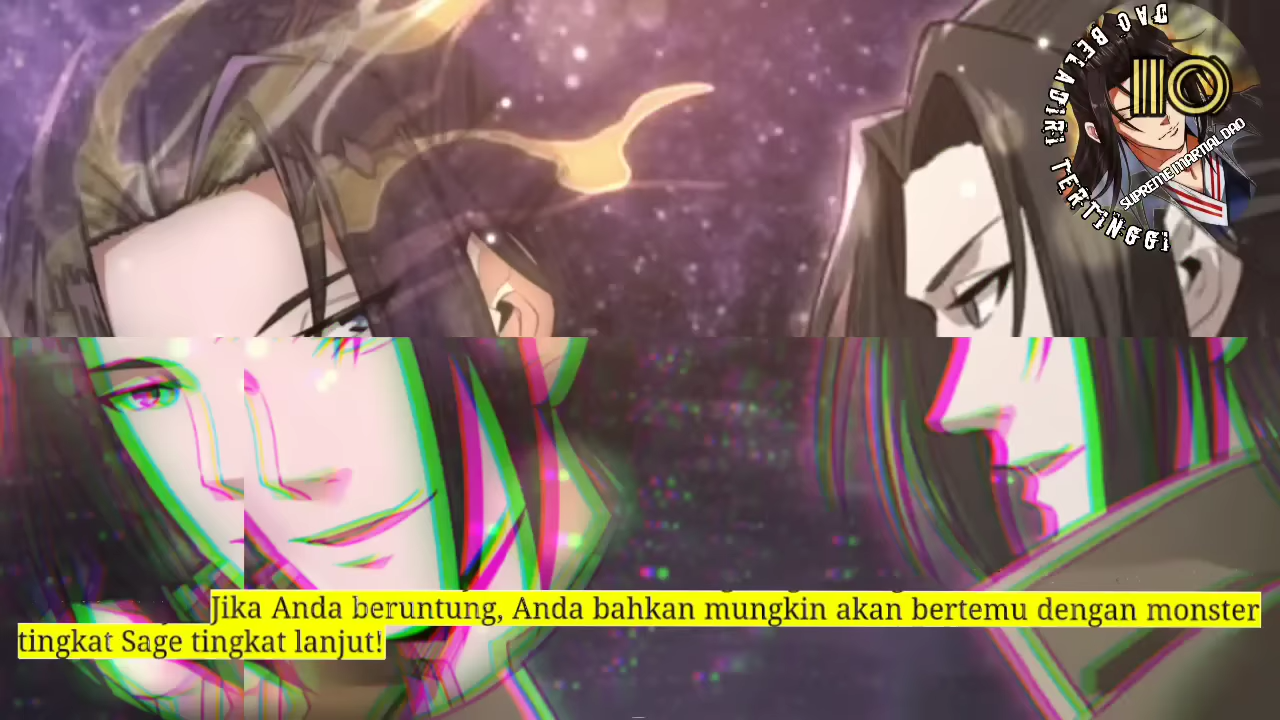 DAO BELADIRI TERTINGGI
10
SUPREME MARTIAL DAO
Jika Anda beruntung, Anda bahkan mungkin akan bertemu dengan monster
tingkat Sage tingkat lanjut!